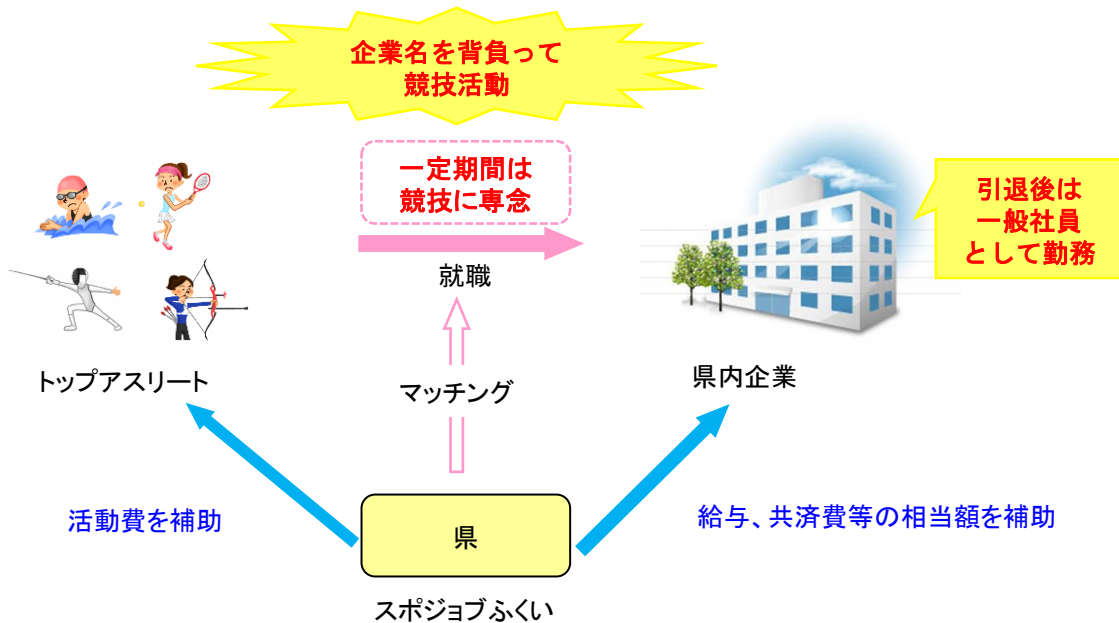 企業名を背負って
競技活動
一定期間は
競技に専念
引退後は
一般社員
として勤務
就職
トップアスリート
マッチング
県内企業
活動費を補助
県
給与、共済費等の相当額を補助
スポジョブふくい